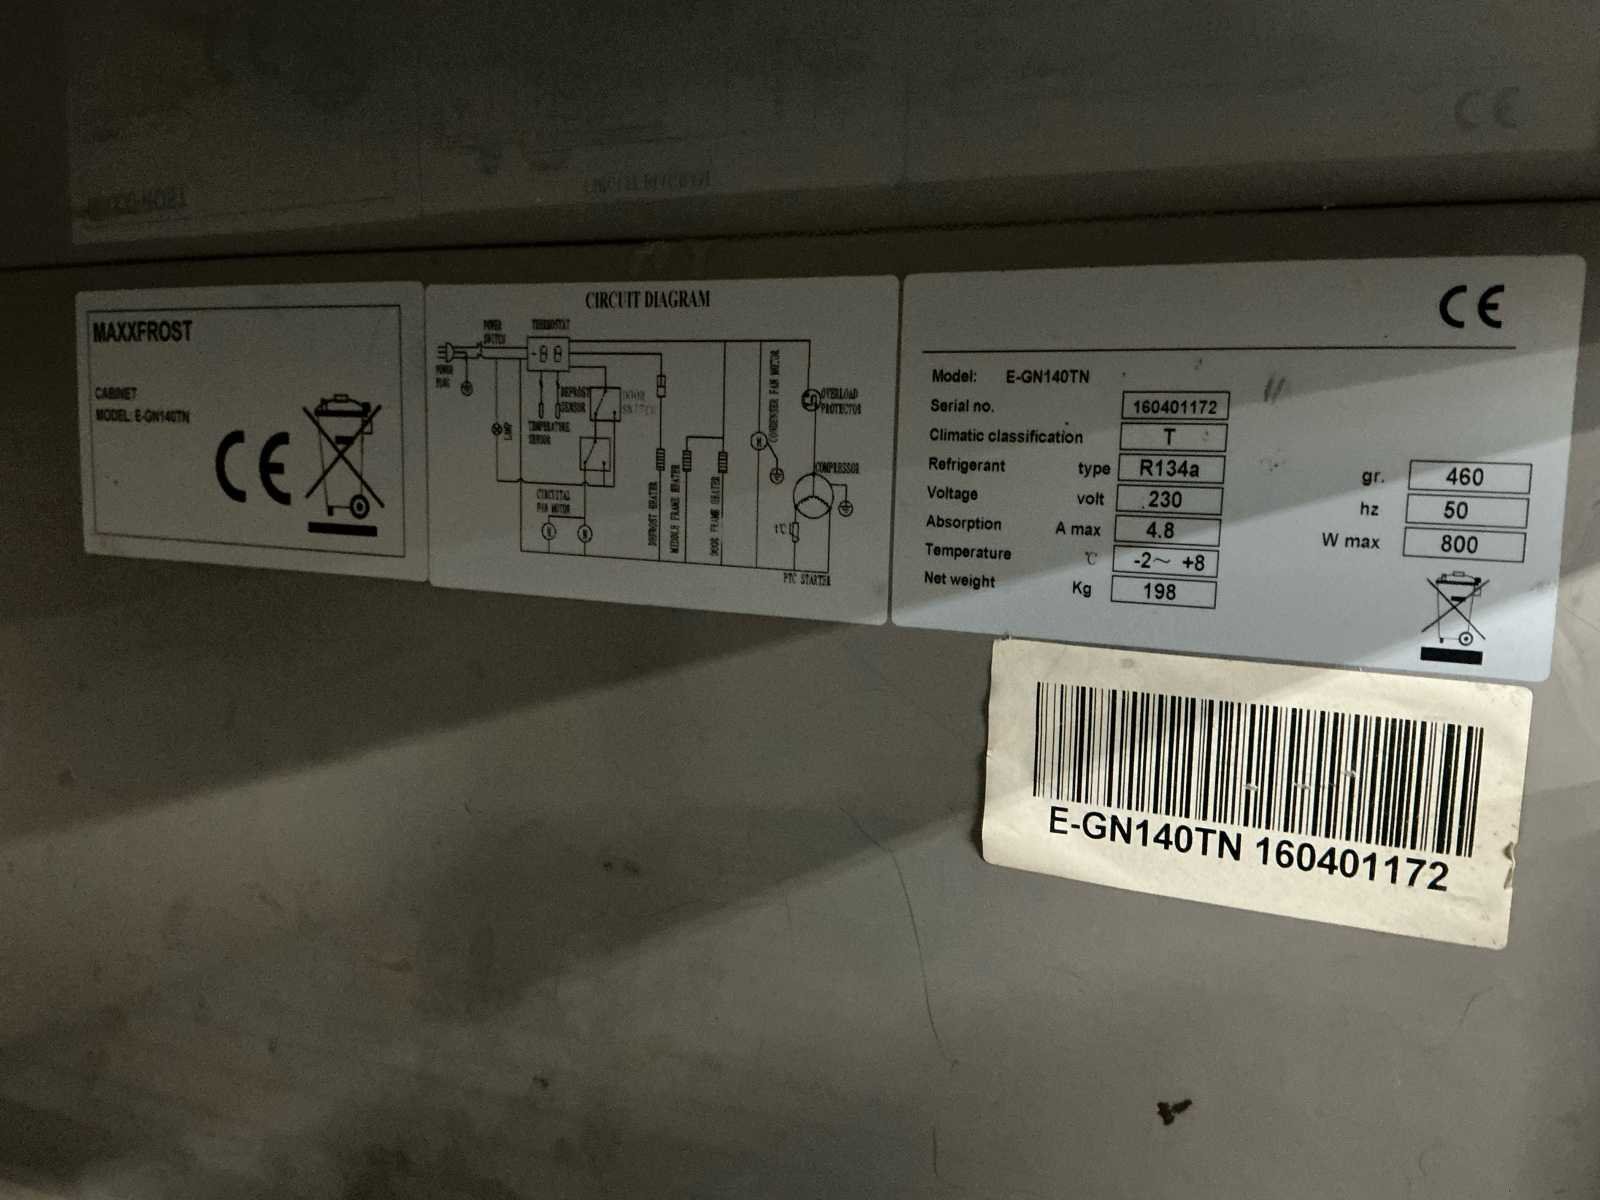 MAXXFROST
CABINET
MODEL: E-GN140TN
CE
CIRCUIT DIAGRAM
POWER SWITCH
THERMOSTAT
POWER PLUG
LAMP
DEFROST SENSOR
TEMPERATURE SENSOR
DOOR SWITCH
CIRCUITAL FAN MOTOR
M
M
DEFROST HEATER
MIDDLE FRAME HEATER
DOOR FRAME HEATER
CONDENSER FAN MOTOR
M
OVERLOAD PROTECTOR
COMPRESSOR
t℃
PTC STARTER
CE
Model: E-GN140TN
Serial no. 160401172
Climatic classification T
Refrigerant type R134a gr. 460
Voltage volt 230 hz 50
Absorption A max 4.8 W max 800
Temperature ℃ -2~ +8
Net weight Kg 198
E-GN140TN 160401172